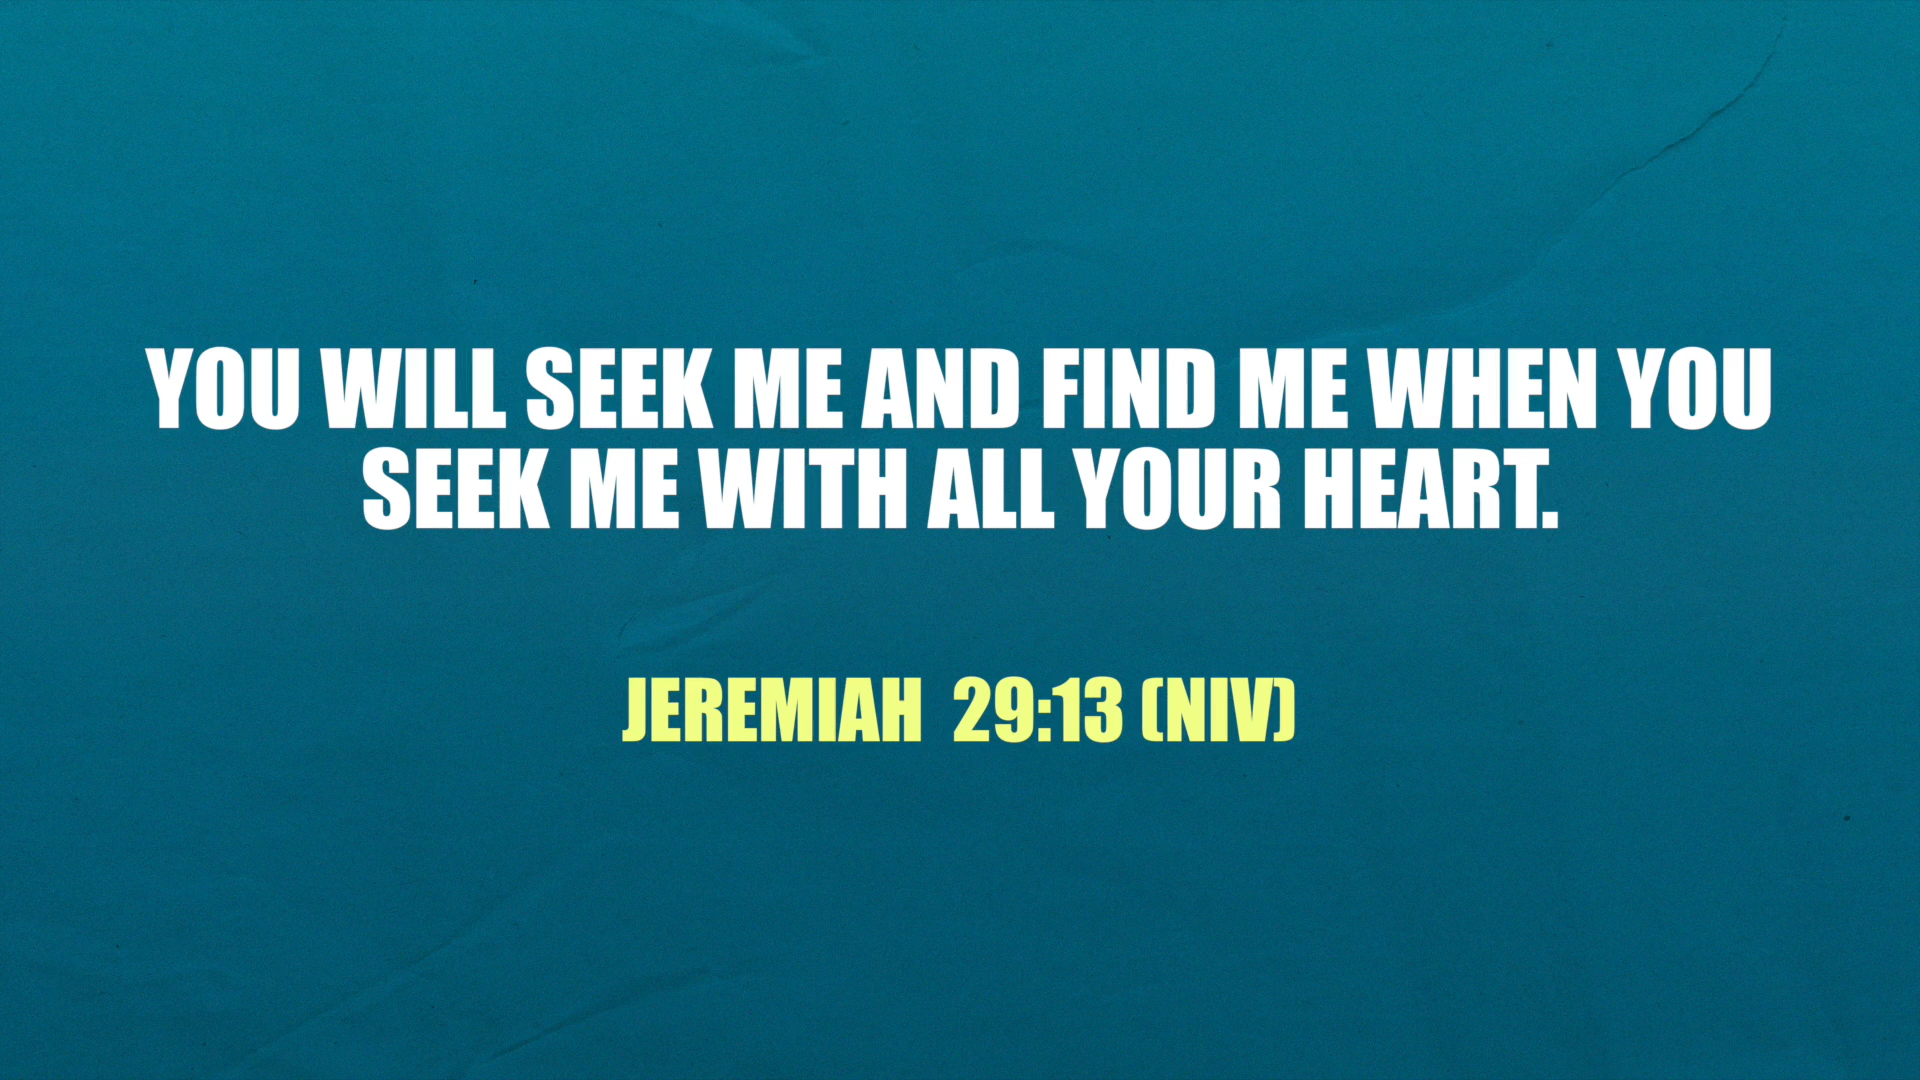 YOU WILL SEEK ME AND FIND ME WHEN YOU
SEEK ME WITH ALL YOUR HEART.
JEREMIAH  29:13 (NIV)